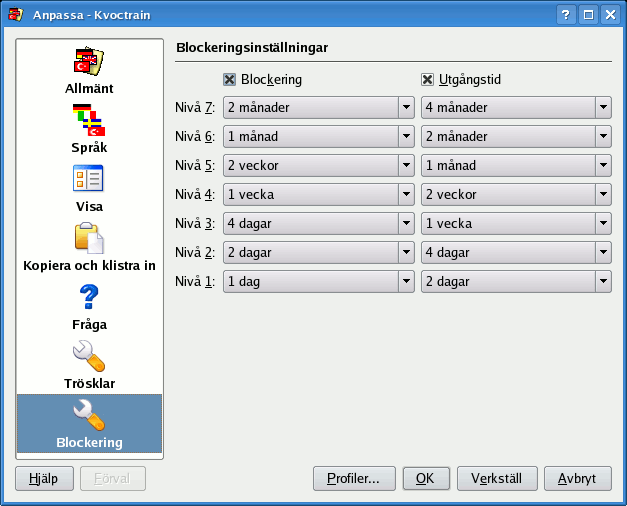 Anpassa - Kvoctrain
Allmänt
Språk
Visa
Kopiera och klistra in
Fråga
Trösklar
Blockering
Blockeringsinställningar
Blockering Utgångstid
Nivå 7: 2 månader 4 månader
Nivå 6: 1 månad 2 månader
Nivå 5: 2 veckor 1 månad
Nivå 4: 1 vecka 2 veckor
Nivå 3: 4 dagar 1 vecka
Nivå 2: 2 dagar 4 dagar
Nivå 1: 1 dag 2 dagar
Hjälp Förval Profiler... OK Verkställ Avbryt